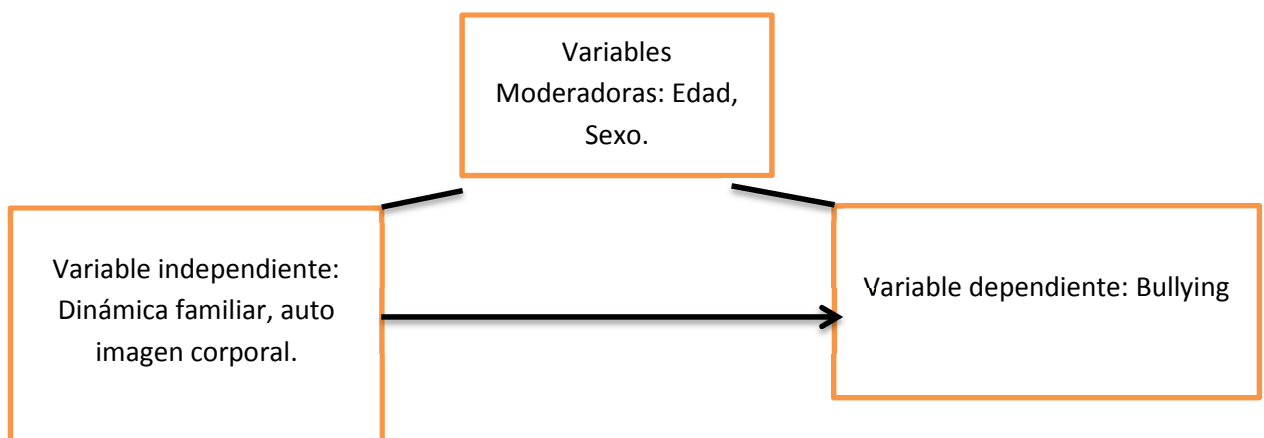 Variables
Moderadoras: Edad,
Sexo.
Variable independiente:
Dinámica familiar, auto
imagen corporal.
Variable dependiente: Bullying